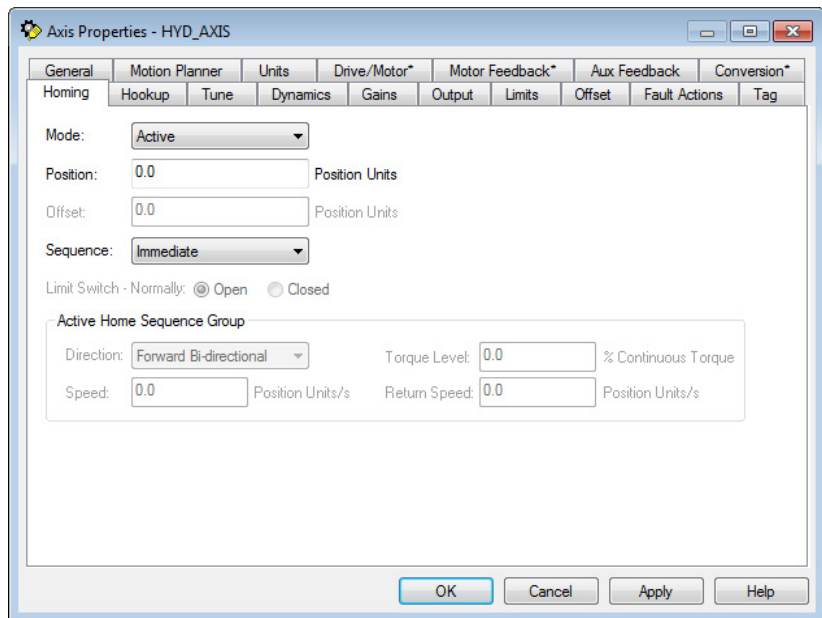 Axis Properties - HYD_AXIS
General Motion Planner Units Drive/Motor* Motor Feedback* Aux Feedback Conversion*
Homing Hookup Tune Dynamics Gains Output Limits Offset Fault Actions Tag
Mode: Active
Position: 0.0 Position Units
Offset: 0.0 Position Units
Sequence: Immediate
Limit Switch - Normally: Open Closed
Active Home Sequence Group
Direction: Forward Bi-directional Torque Level: 0.0 % Continuous Torque
Speed: 0.0 Position Units/s Return Speed: 0.0 Position Units/s
OK Cancel Apply Help